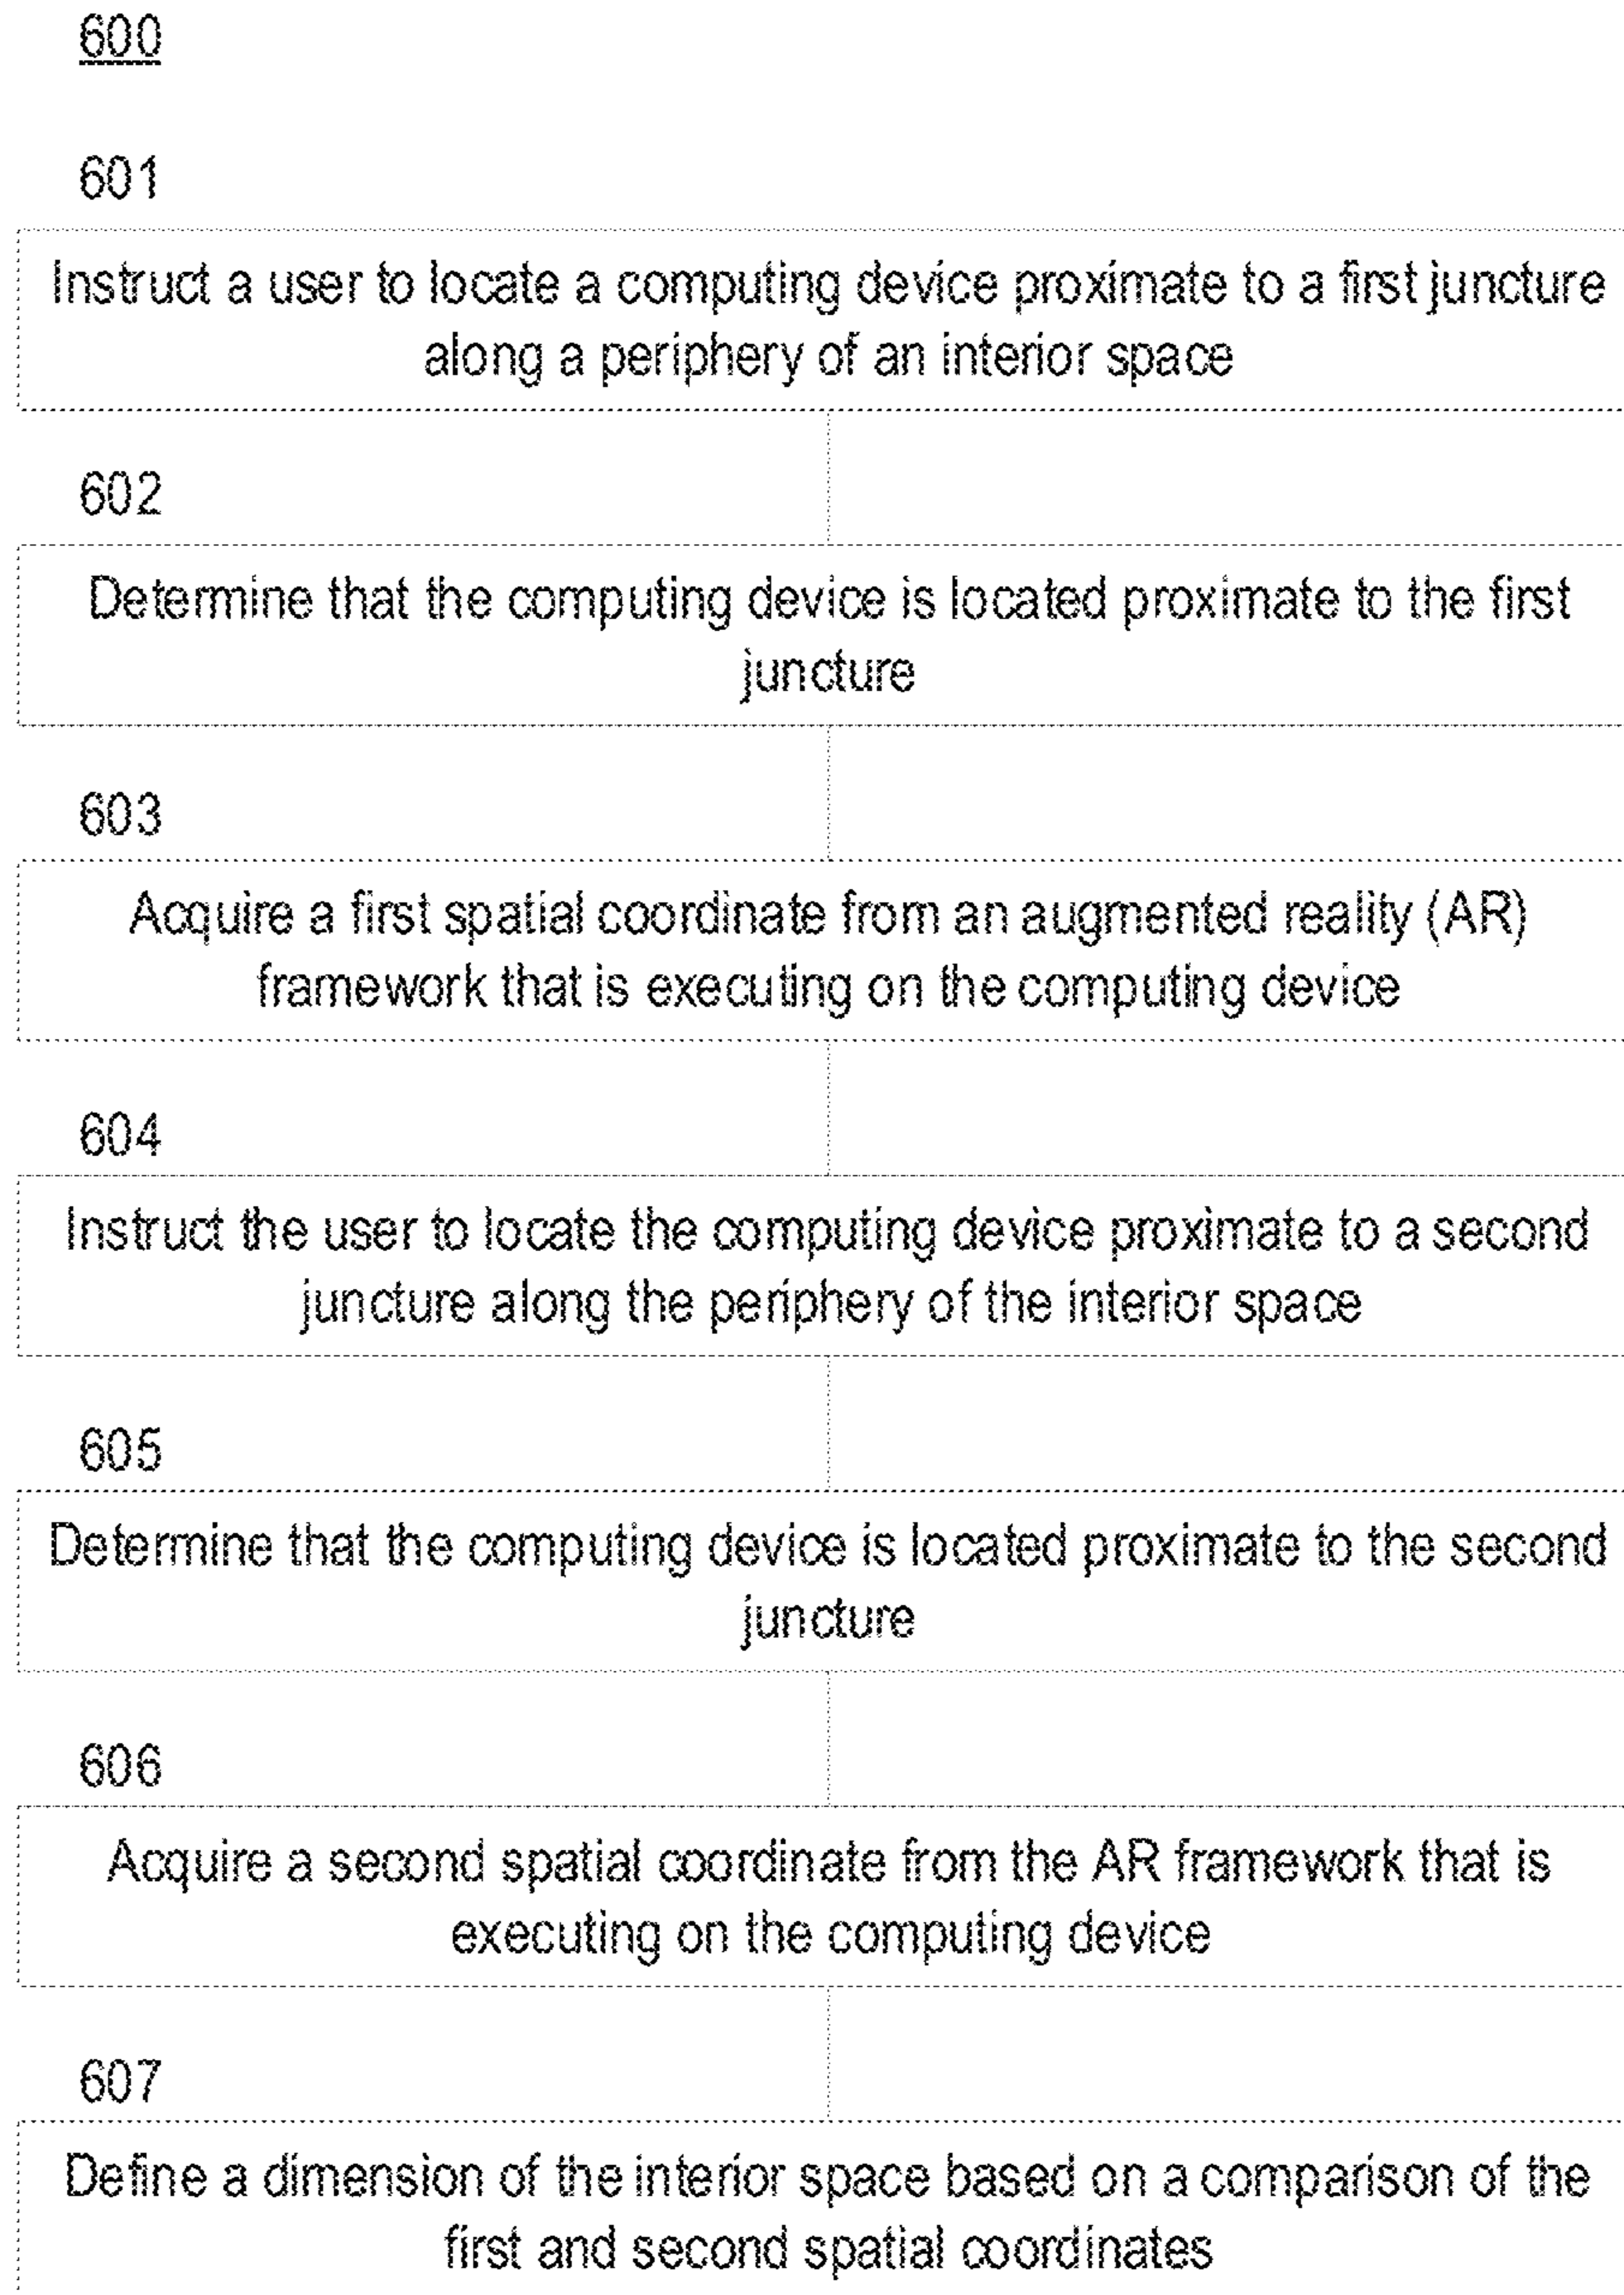 600
601
Instruct a user to locate a computing device proximate to a first juncture
along a periphery of an interior space
602
Determine that the computing device is located proximate to the first
juncture
603
Acquire a first spatial coordinate from an augmented reality (AR)
framework that is executing on the computing device
604
Instruct the user to locate the computing device proximate to a second
juncture along the periphery of the interior space
605
Determine that the computing device is located proximate to the second
juncture
606
Acquire a second spatial coordinate from the AR framework that is
executing on the computing device
607
Define a dimension of the interior space based on a comparison of the
first and second spatial coordinates